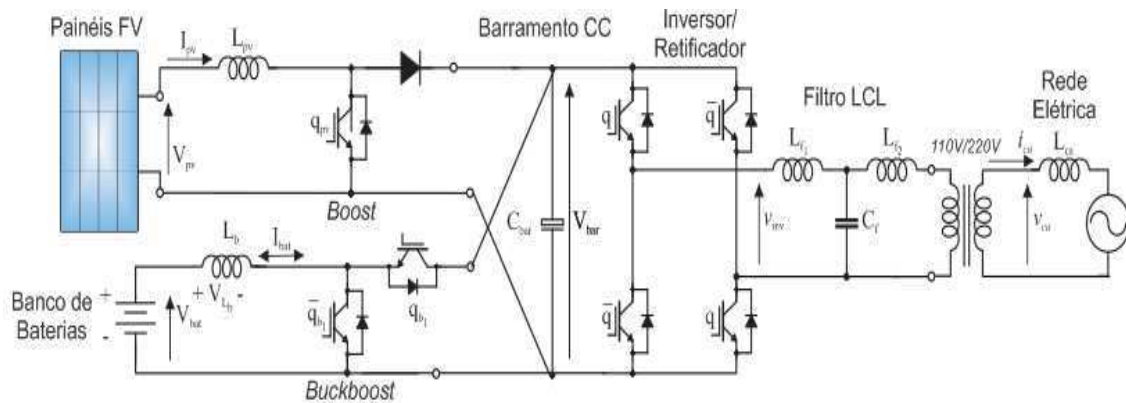 Painéis FV
I_pv
L_pv
V_pv
q_pv
Boost
Barramento CC
C_bar
V_bar
Inversor/
Retificador
q
q̄
q̄
q
Filtro LCL
L_f1
L_f2
v_inv
C_f
110V/220V
Rede
Elétrica
i_ca
L_ca
v_ca
L_b
I_bat
+ V_Lb -
Banco de
Baterias
+
-
V_bat
q̄_b1
q_b1
Buckboost